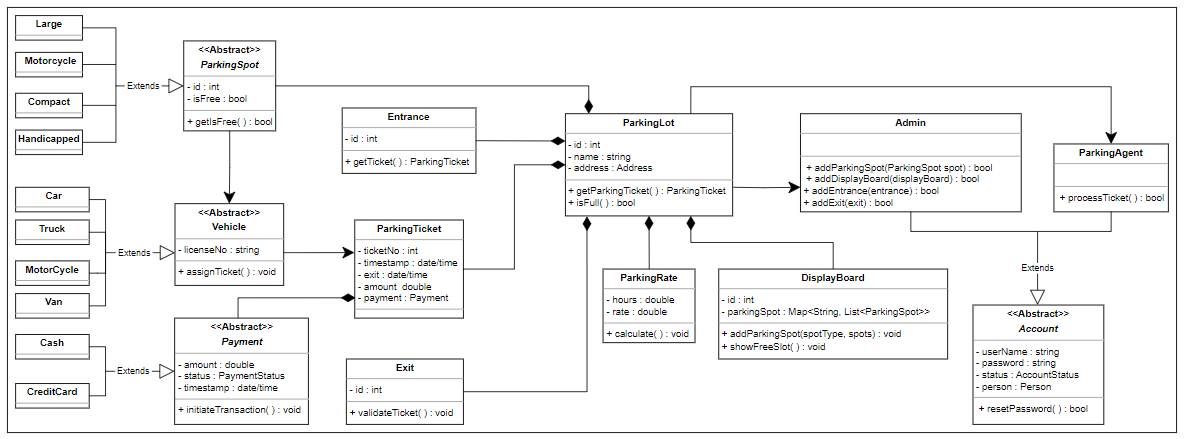 Large
Motorcycle
Compact
Handicapped
Extends
<<Abstract>>
ParkingSpot
- id : int
- isFree : bool
+ getIsFree( ) : bool
Car
Truck
MotorCycle
Van
Extends
<<Abstract>>
Vehicle
- licenseNo : string
+ assignTicket( ) : void
Cash
CreditCard
Extends
<<Abstract>>
Payment
- amount : double
- status : PaymentStatus
- timestamp : date/time
+ initiateTransaction( ) : void
Entrance
- id : int
+ getTicket( ) : ParkingTicket
ParkingTicket
- ticketNo : int
- timestamp : date/time
- exit : date/time
- amount double
- payment : Payment
Exit
- id : int
+ validateTicket( ) : void
ParkingLot
- id : int
- name : string
- address : Address
+ getParkingTicket( ) : ParkingTicket
+ isFull( ) : bool
ParkingRate
- hours : double
- rate : double
+ calculate( ) : void
DisplayBoard
- id : int
- parkingSpot : Map<String, List<ParkingSpot>>
+ addParkingSpot(spotType, spots) : void
+ showFreeSlot( ) : void
Admin
+ addParkingSpot(ParkingSpot spot) : bool
+ addDisplayBoard(displayBoard) : bool
+ addEntrance(entrance) : bool
+ addExit(exit) : bool
ParkingAgent
+ processTicket( ) : bool
Extends
<<Abstract>>
Account
- userName : string
- password : string
- status : AccountStatus
- person : Person
+ resetPassword( ) : bool